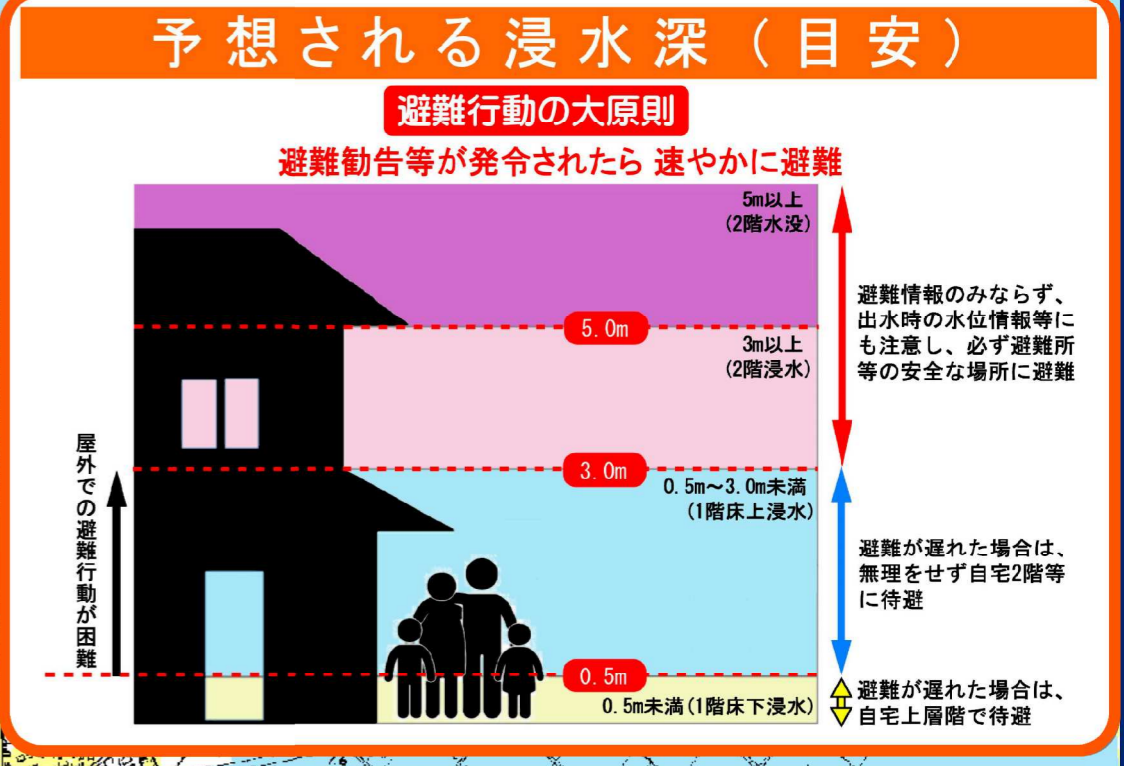 予想される浸水深（目安）
避難行動の大原則
避難勧告等が発令されたら 速やかに避難
5m以上
(2階水没)
5.0m
3m以上
(2階浸水)
3.0m
0.5m～3.0m未満
(1階床上浸水)
0.5m
0.5m未満(1階床下浸水)
屋外での避難行動が困難
避難情報のみならず、
出水時の水位情報等に
も注意し、必ず避難所
等の安全な場所に避難
避難が遅れた場合は、
無理をせず自宅2階等
に待避
避難が遅れた場合は、
自宅上層階で待避